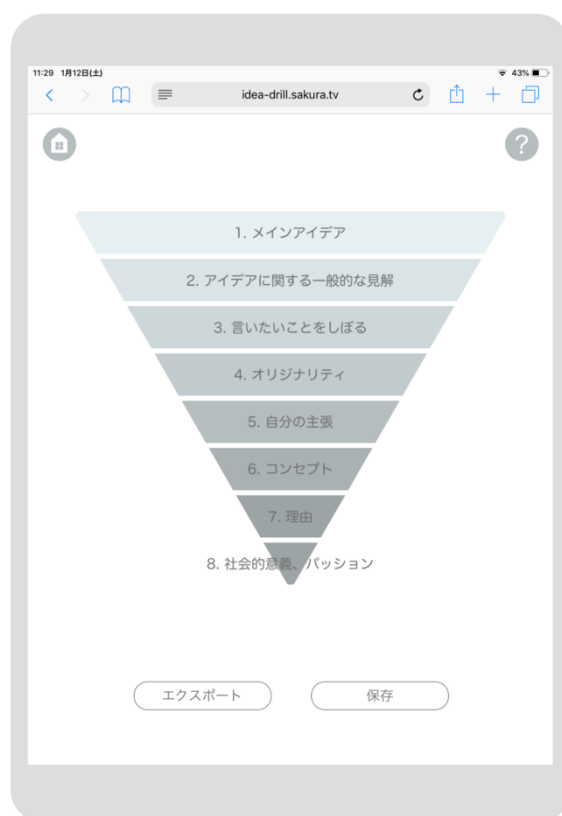 11:29 1月12日(土)
43%
idea-drill.sakura.tv
?
1. メインアイデア
2. アイデアに関する一般的な見解
3. 言いたいことをしぼる
4. オリジナリティ
5. 自分の主張
6. コンセプト
7. 理由
8. 社会的意義、パッション
エクスポート 保存